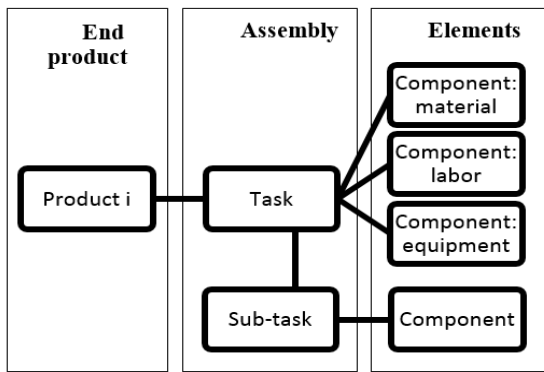 End
product
Assembly
Elements
Component:
material
Component:
labor
Product i
Task
Component:
equipment
Sub-task
Component